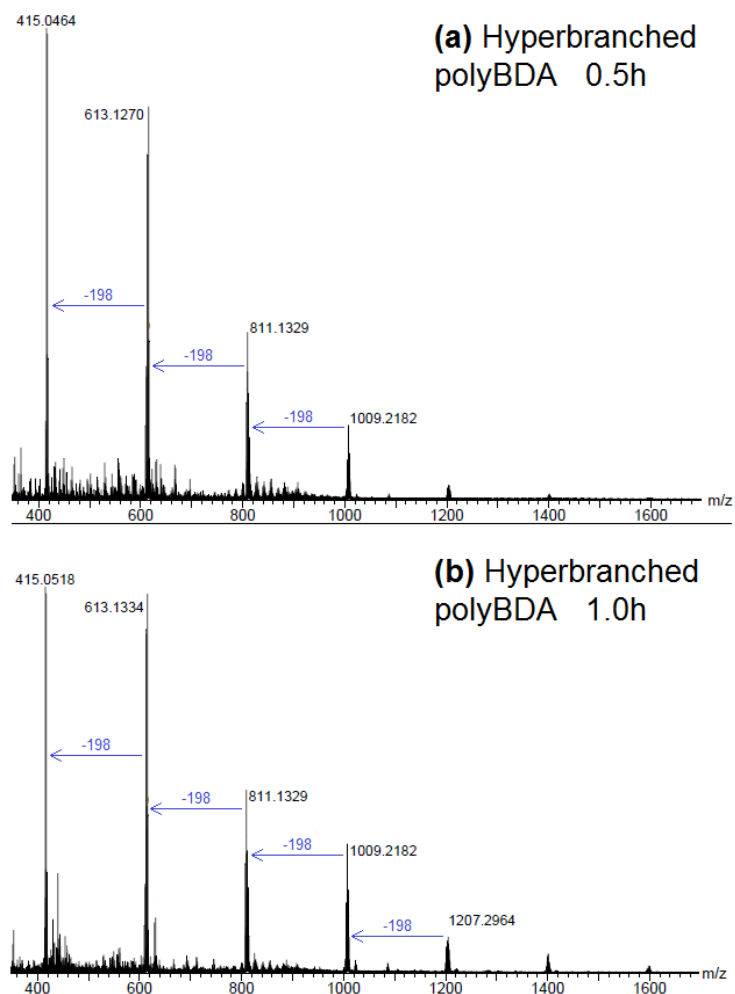 415.0464
(a) Hyperbranched
polyBDA 0.5h
613.1270
-198
811.1329
-198
1009.2182
-198
m/z
400 600 800 1000 1200 1400 1600
415.0518
(b) Hyperbranched
polyBDA 1.0h
613.1334
-198
811.1329
-198
1009.2182
-198
1207.2964
-198
m/z
400 600 800 1000 1200 1400 1600